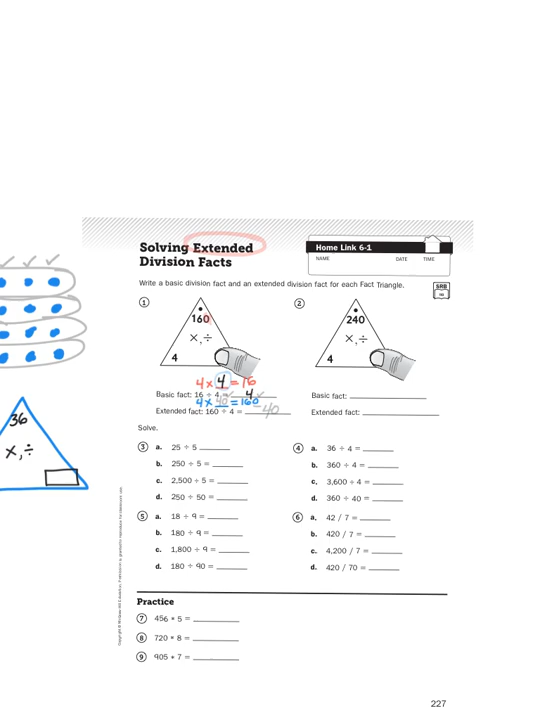 Solving Extended
Division Facts
Home Link 6-1
NAME DATE TIME
Write a basic division fact and an extended division fact for each Fact Triangle.
SRB
① 160
×,÷
4
② 240
×,÷
4
4 × 4 = 16
Basic fact: 16 ÷ 4 = 4
4 × 40 = 160
Extended fact: 160 ÷ 4 = 40
Basic fact:
Extended fact:
36
×,÷
Solve.
③ a. 25 ÷ 5
b. 250 ÷ 5 =
c. 2,500 ÷ 5 =
d. 250 ÷ 50 =
④ a. 36 ÷ 4 =
b. 360 ÷ 4 =
c. 3,600 ÷ 4 =
d. 360 ÷ 40 =
⑤ a. 18 ÷ 9 =
b. 180 ÷ 9 =
c. 1,800 ÷ 9 =
d. 180 ÷ 90 =
⑥ a. 42 / 7 =
b. 420 / 7 =
c. 4,200 / 7 =
d. 420 / 70 =
Practice
⑦ 456 * 5 =
⑧ 720 * 8 =
⑨ 905 * 7 =
227